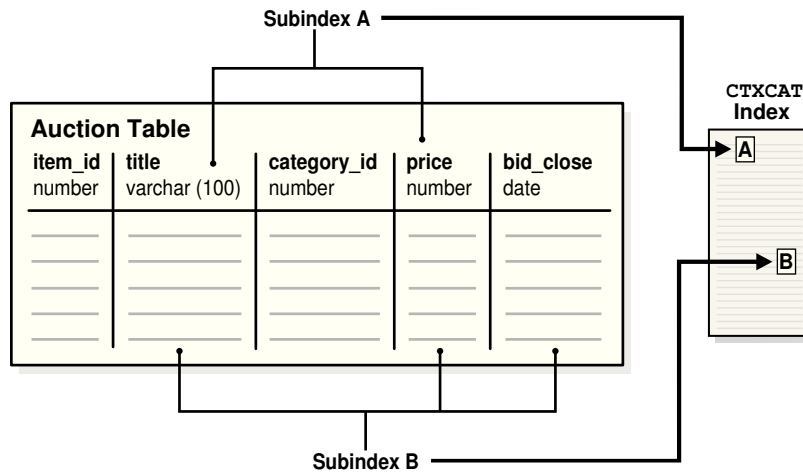 Subindex A
CTXCAT
Index
A
B
Auction Table
item_id title category_id price bid_close
number varchar (100) number number date
Subindex B